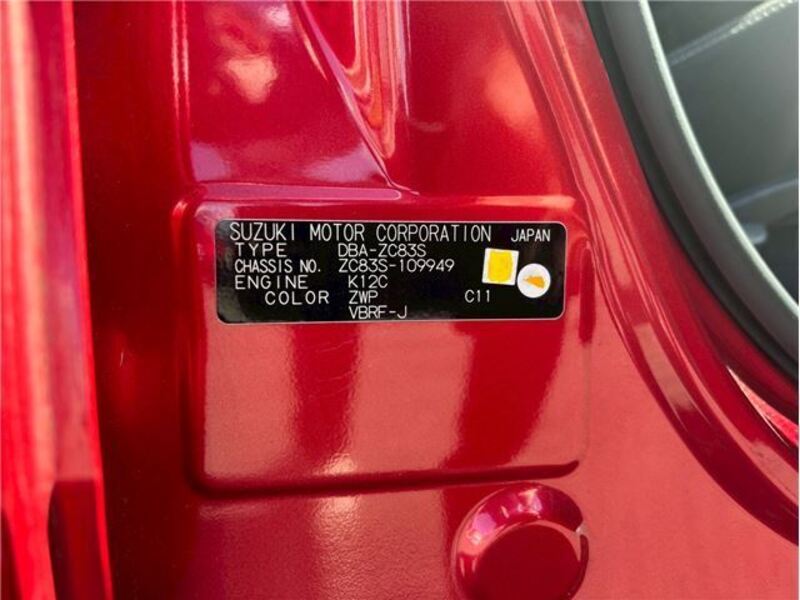 SUZUKI MOTOR CORPORATION JAPAN
TYPE DBA-ZC83S
CHASSIS NO. ZC83S-109949
ENGINE K12C
COLOR ZWP C11
VBRF-J